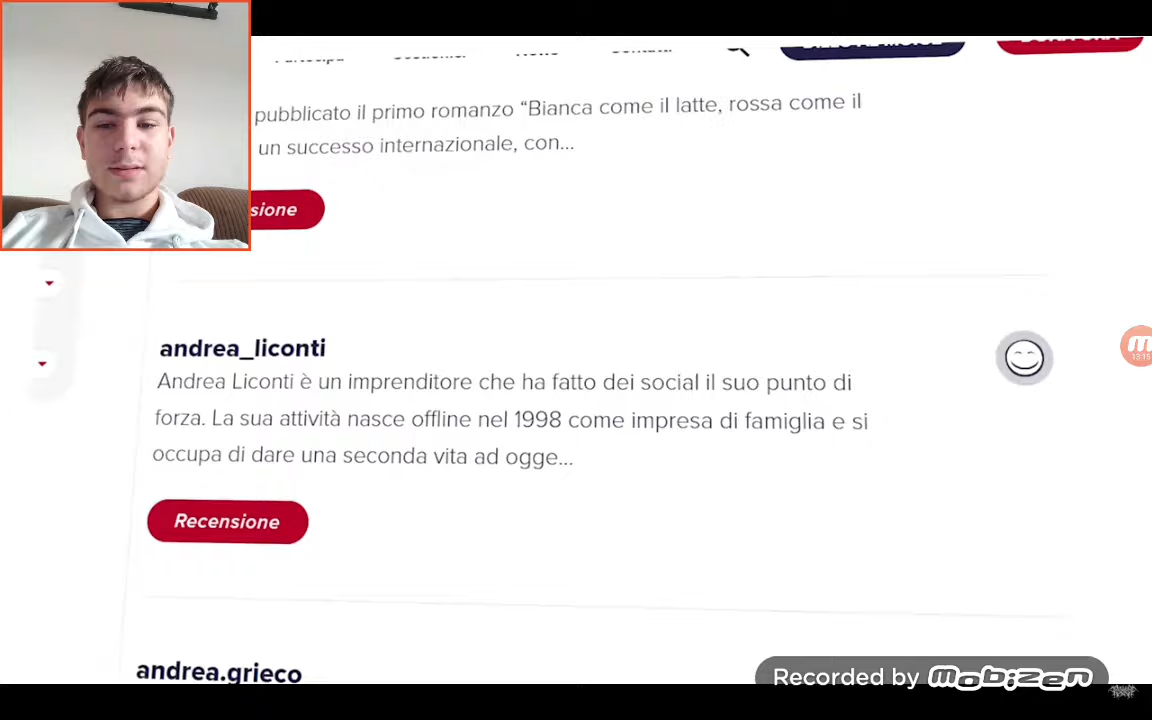 pubblicato il primo romanzo “Bianca come il latte, rossa come il
un successo internazionale, con...
sione
andrea_liconti
Andrea Liconti è un imprenditore che ha fatto dei social il suo punto di
forza. La sua attività nasce offline nel 1998 come impresa di famiglia e si
occupa di dare una seconda vita ad ogge...
Recensione
andrea.grieco
13:15
Recorded by mobizen